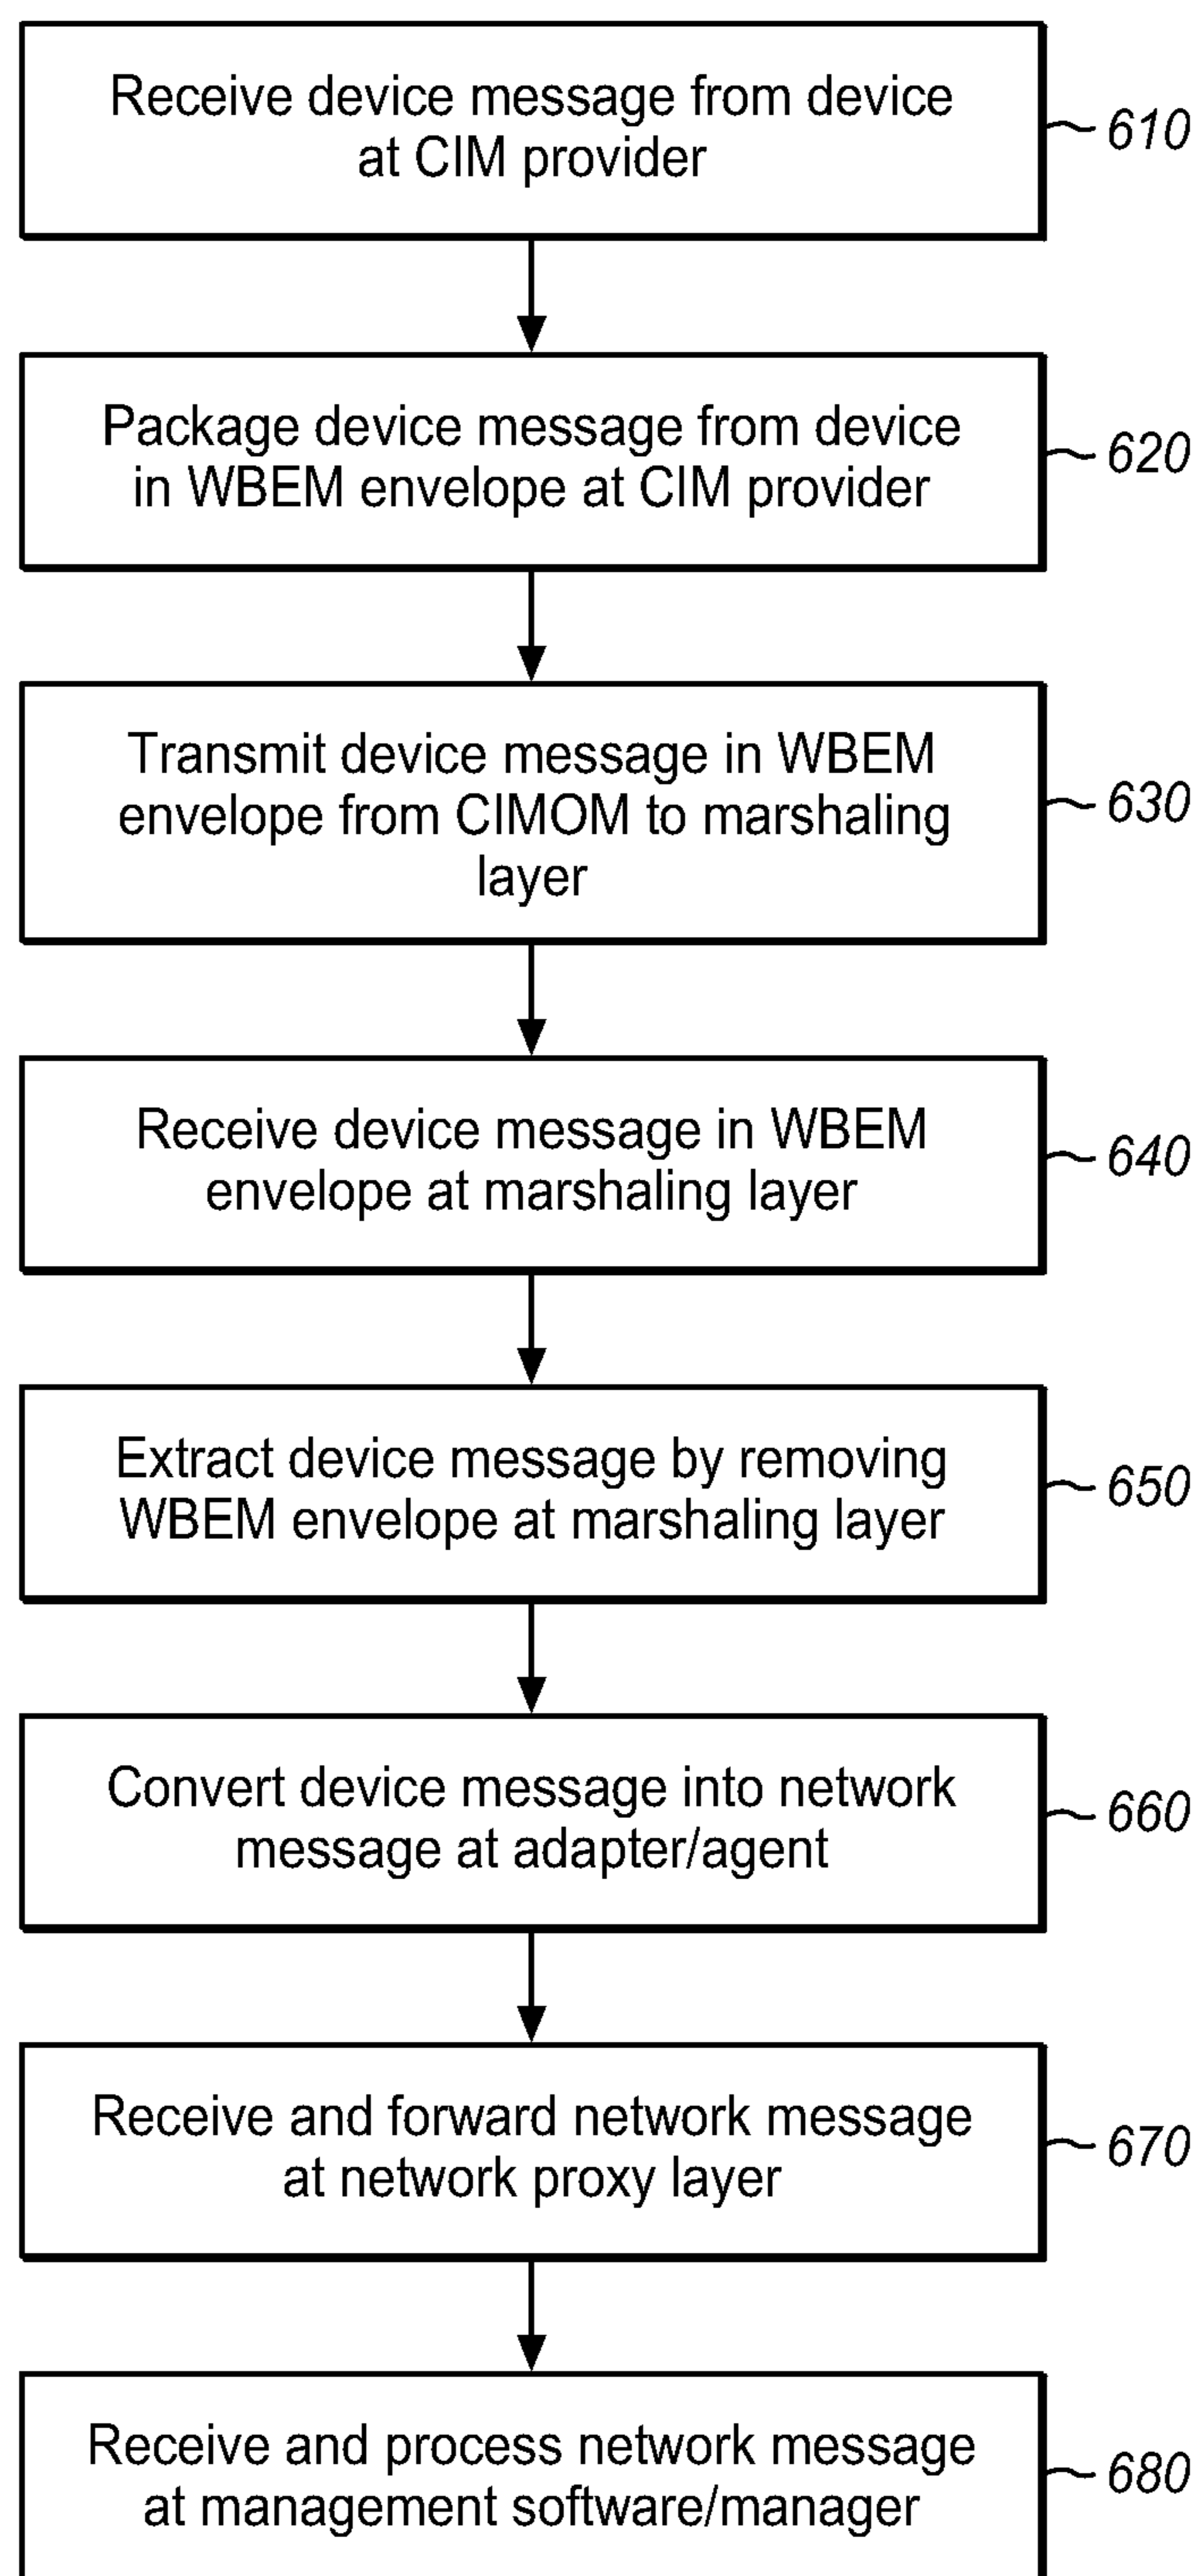 Receive device message from device
at CIM provider
610
Package device message from device
in WBEM envelope at CIM provider
620
Transmit device message in WBEM
envelope from CIMOM to marshaling
layer
630
Receive device message in WBEM
envelope at marshaling layer
640
Extract device message by removing
WBEM envelope at marshaling layer
650
Convert device message into network
message at adapter/agent
660
Receive and forward network message
at network proxy layer
670
Receive and process network message
at management software/manager
680